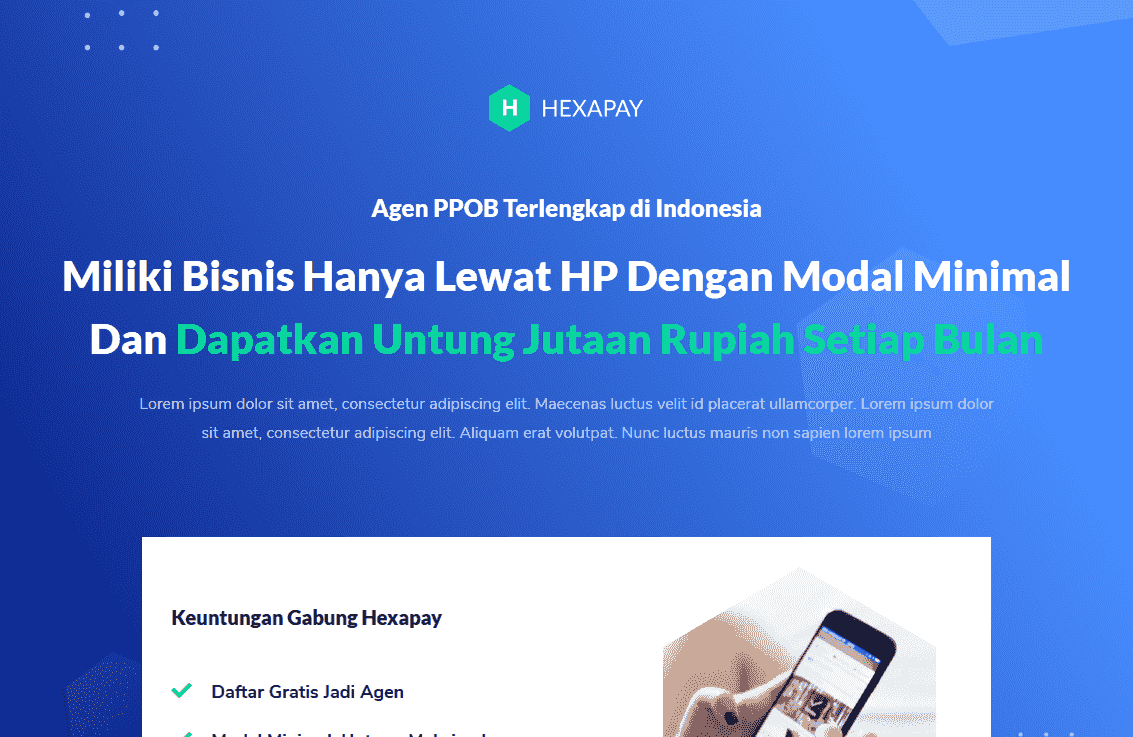 H HEXAPAY
Agen PPOB Terlengkap di Indonesia
Miliki Bisnis Hanya Lewat HP Dengan Modal Minimal
Dan Dapatkan Untung Jutaan Rupiah Setiap Bulan
Lorem ipsum dolor sit amet, consectetur adipiscing elit. Maecenas luctus velit id placerat ullamcorper. Lorem ipsum dolor
sit amet, consectetur adipiscing elit. Aliquam erat volutpat. Nunc luctus mauris non sapien lorem ipsum
Keuntungan Gabung Hexapay
Daftar Gratis Jadi Agen